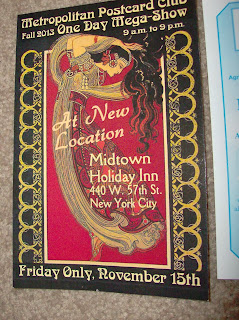 Metropolitan Postcard Club
Fall 2013 One Day Mega-Show
9 a.m. to 9 p.m.
At New
Location
Midtown
Holiday Inn
440 W. 57th St.
New York City
Friday Only, November 15th